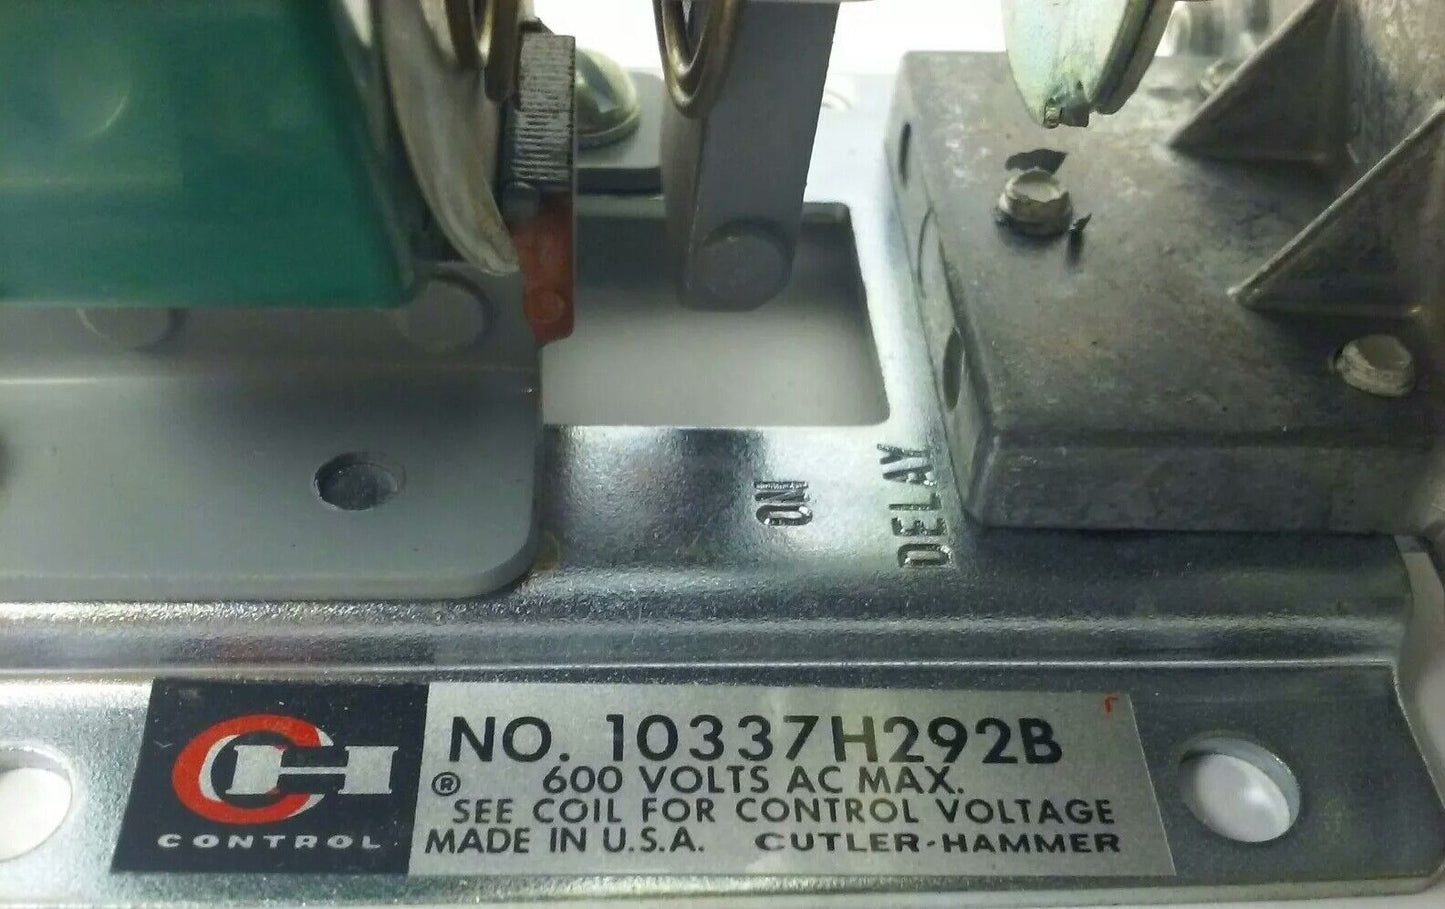 ON
DELAY
CH
CONTROL
NO. 10337H292B
® 600 VOLTS AC MAX.
SEE COIL FOR CONTROL VOLTAGE
MADE IN U.S.A. CUTLER-HAMMER